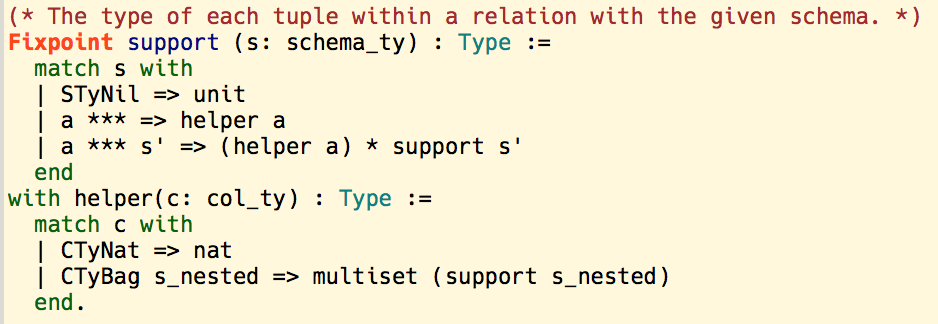 (* The type of each tuple within a relation with the given schema. *)
Fixpoint support (s: schema_ty) : Type :=
  match s with
  | STyNil => unit
  | a *** => helper a
  | a *** s' => (helper a) * support s'
  end
with helper(c: col_ty) : Type :=
  match c with
  | CTyNat => nat
  | CTyBag s_nested => multiset (support s_nested)
  end.